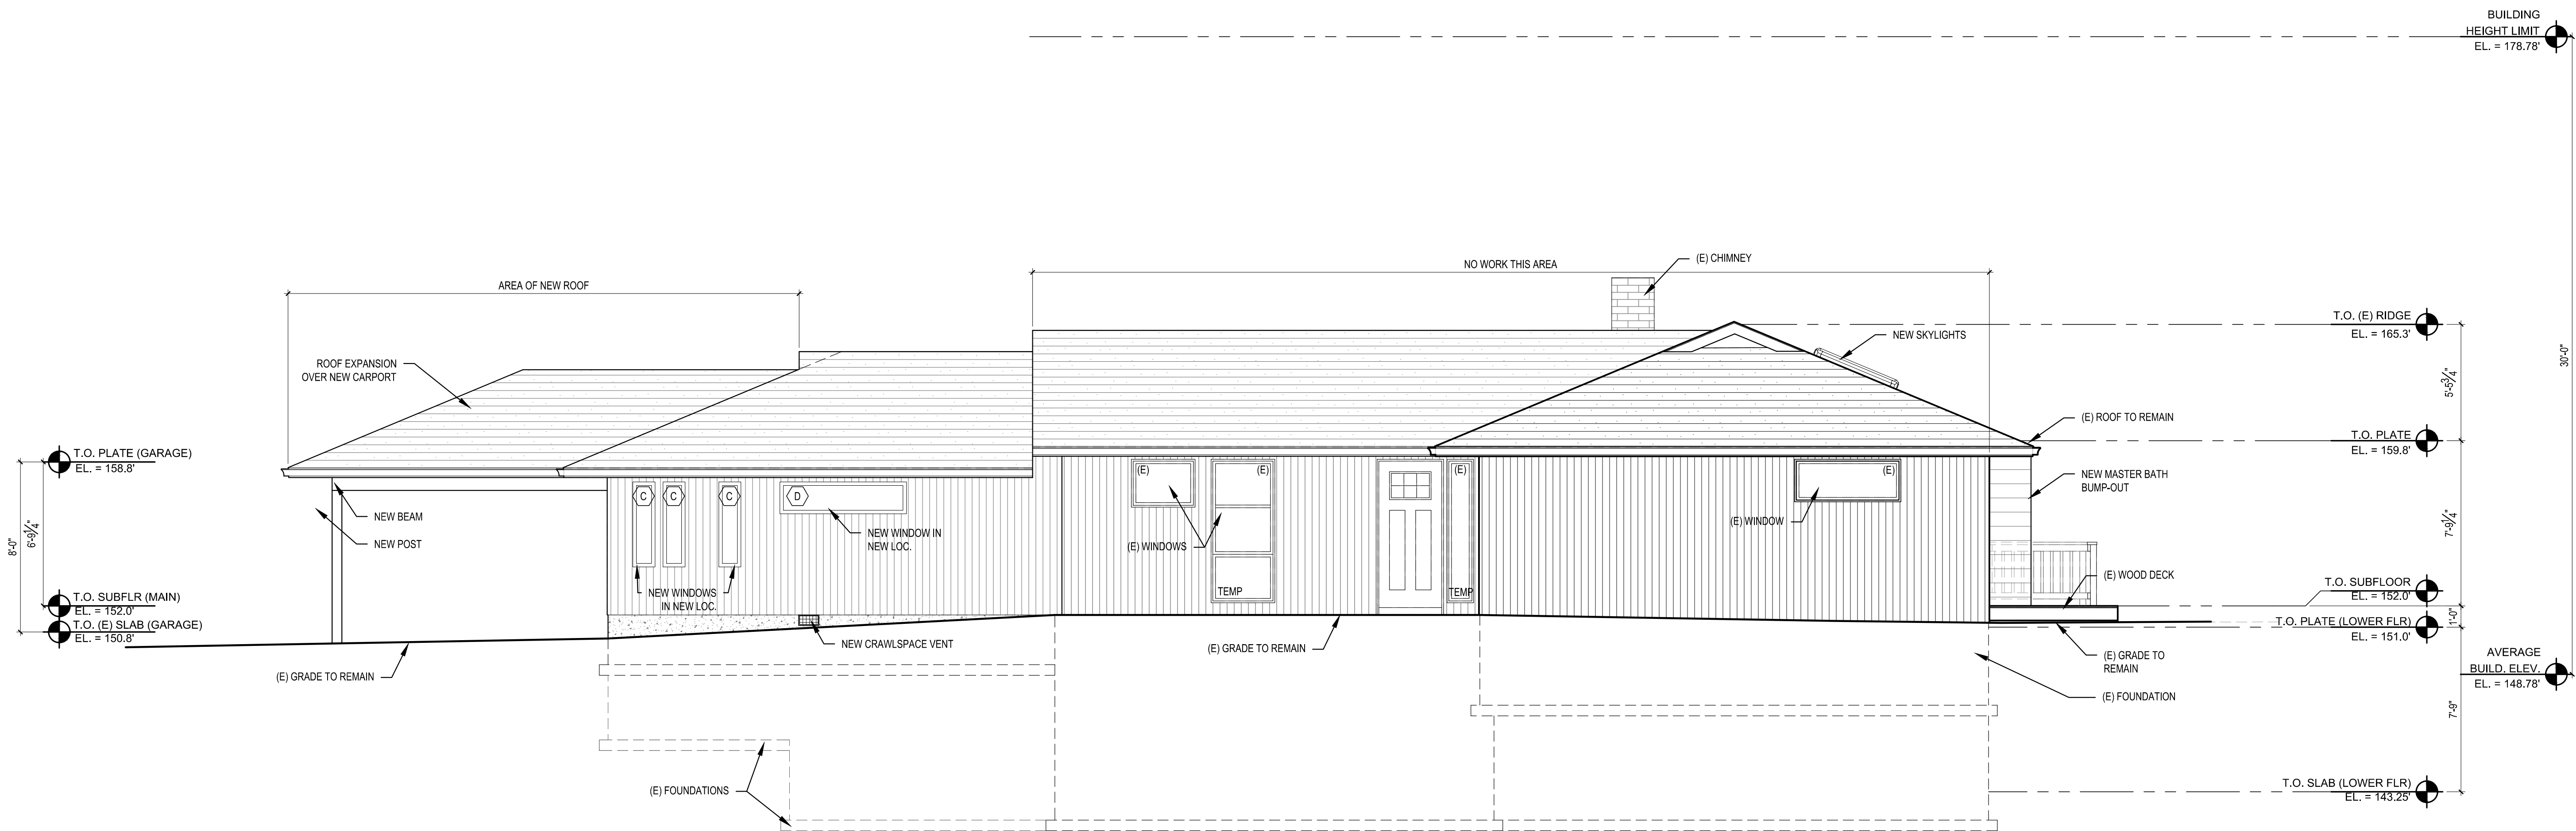 BUILDING
HEIGHT LIMIT
EL. = 178.78'
30'-0"
(E) CHIMNEY
NO WORK THIS AREA
AREA OF NEW ROOF
T.O. (E) RIDGE
EL. = 165.3'
NEW SKYLIGHTS
ROOF EXPANSION
OVER NEW CARPORT
5'-5 3/4"
(E) ROOF TO REMAIN
T.O. PLATE
EL. = 159.8'
T.O. PLATE (GARAGE)
EL. = 158.8'
NEW MASTER BATH
BUMP-OUT
(E)
(E)
(E)
(E)
C
C
C
D
NEW BEAM
NEW POST
NEW WINDOW IN
NEW LOC.
(E) WINDOWS
(E) WINDOW
8'-0"
6'-9 1/4"
7'-9 1/4"
(E) WOOD DECK
T.O. SUBFLOOR
EL. = 152.0'
TEMP
TEMP
NEW WINDOWS
IN NEW LOC.
T.O. SUBFLR (MAIN)
EL. = 152.0'
T.O. (E) SLAB (GARAGE)
EL. = 150.8'
1'-0"
T.O. PLATE (LOWER FLR)
EL. = 151.0'
NEW CRAWLSPACE VENT
(E) GRADE TO REMAIN
(E) GRADE TO REMAIN
(E) GRADE TO
REMAIN
AVERAGE
BUILD. ELEV.
EL. = 148.78'
(E) FOUNDATION
7'-9"
(E) FOUNDATIONS
T.O. SLAB (LOWER FLR)
EL. = 143.25'